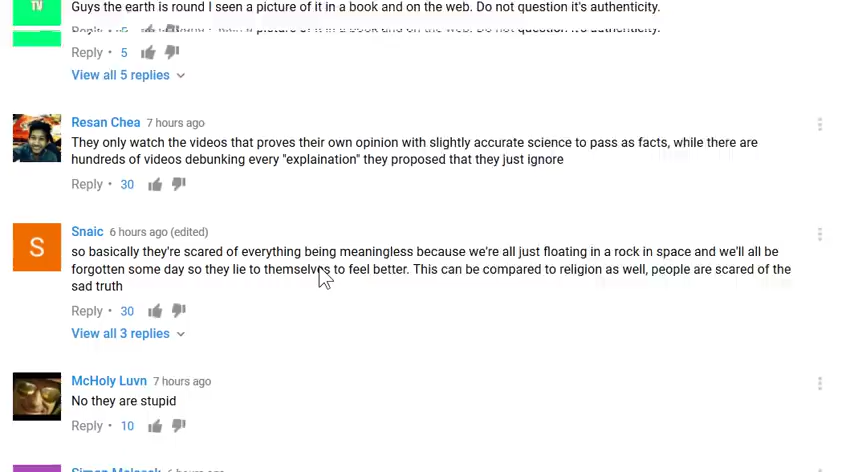 TV
Guys the earth is round I seen a picture of it in a book and on the web. Do not question it's authenticity.
Reply · 5
View all 5 replies
Resan Chea 7 hours ago
They only watch the videos that proves their own opinion with slightly accurate science to pass as facts, while there are
hundreds of videos debunking every "explaination" they proposed that they just ignore
Reply · 30
S
Snaic 6 hours ago (edited)
so basically they're scared of everything being meaningless because we're all just floating in a rock in space and we'll all be
forgotten some day so they lie to themselves to feel better. This can be compared to religion as well, people are scared of the
sad truth
Reply · 30
View all 3 replies
McHoly Luvn 7 hours ago
No they are stupid
Reply · 10